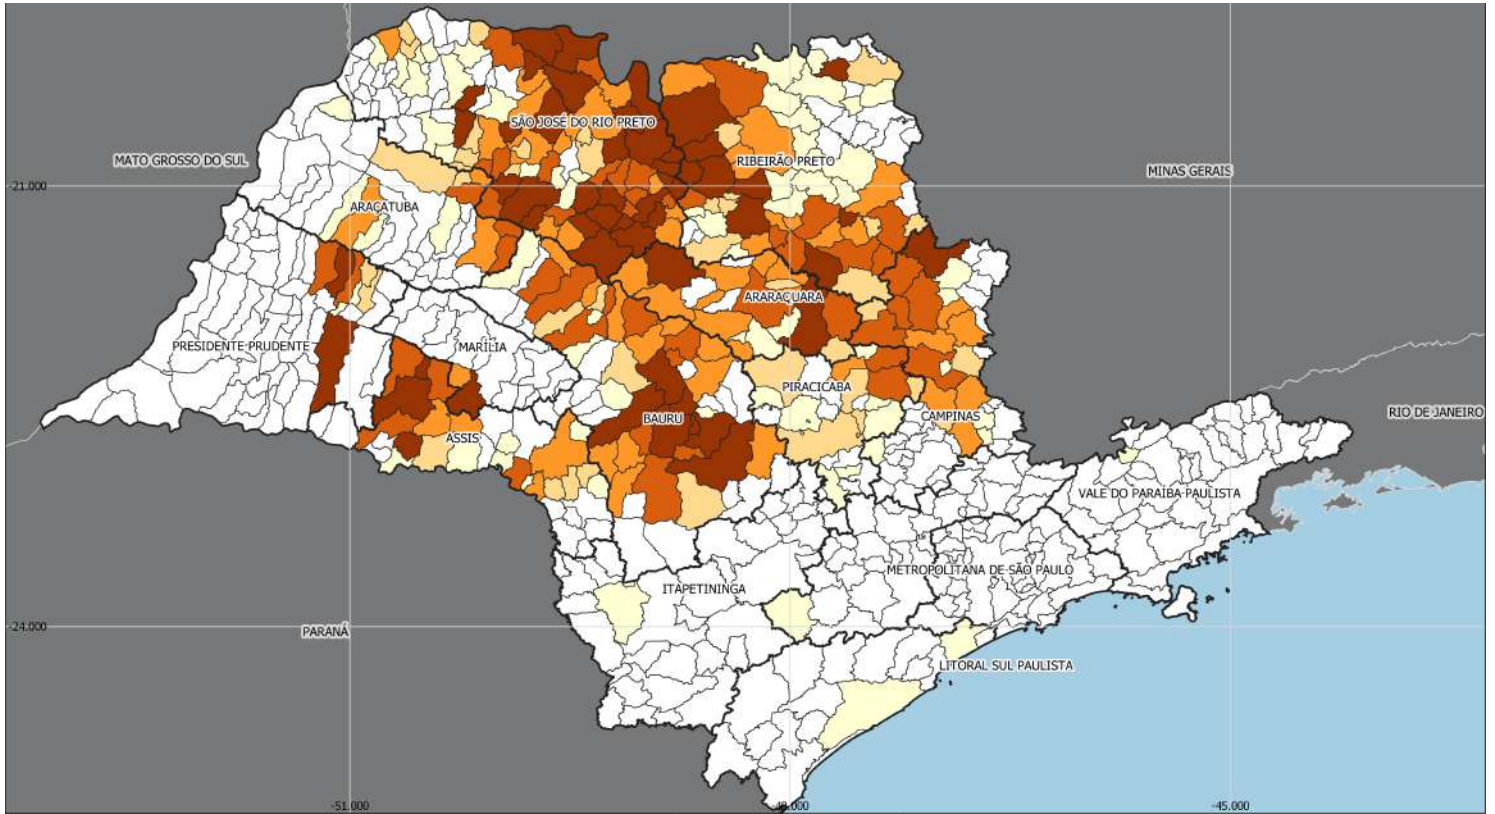 SÃO JOSÉ DO RIO PRETO
MATO GROSSO DO SUL
RIBEIRÃO PRETO
MINAS GERAIS
-21.000
ARAÇATUBA
ARARAQUARA
PRESIDENTE PRUDENTE
MARÍLIA
PIRACICABA
BAURU
CAMPINAS
RIO DE JANEIRO
ASSIS
VALE DO PARAÍBA PAULISTA
METROPOLITANA DE SÃO PAULO
ITAPETININGA
-24.000
PARANÁ
LITORAL SUL PAULISTA
-51.000
-48.000
-45.000